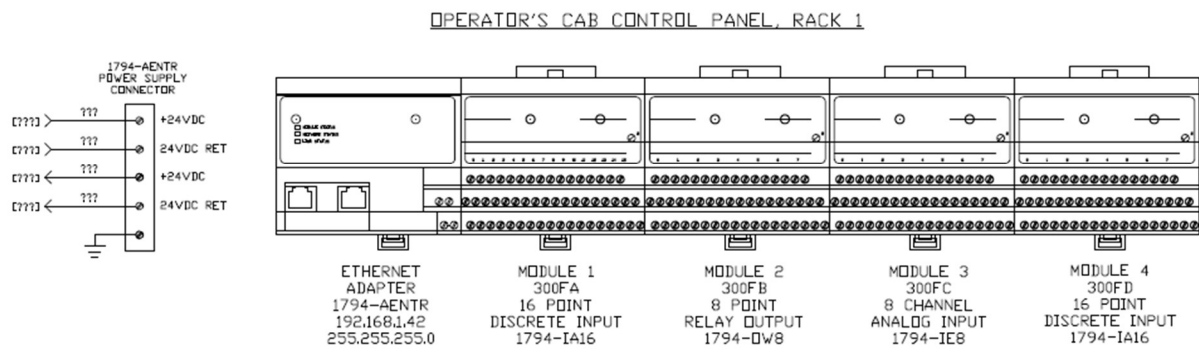 OPERATOR'S CAB CONTROL PANEL, RACK 1
1794-AENTR
POWER SUPPLY
CONNECTOR
[???] ??? +24VDC
[???] ??? 24VDC RET
[???] ??? +24VDC
[???] ??? 24VDC RET
ETHERNET
ADAPTER
1794-AENTR
192.168.1.42
255.255.255.0
MODULE 1
300FA
16 POINT
DISCRETE INPUT
1794-IA16
MODULE 2
300FB
8 POINT
RELAY OUTPUT
1794-OW8
MODULE 3
300FC
8 CHANNEL
ANALOG INPUT
1794-IE8
MODULE 4
300FD
16 POINT
DISCRETE INPUT
1794-IA16